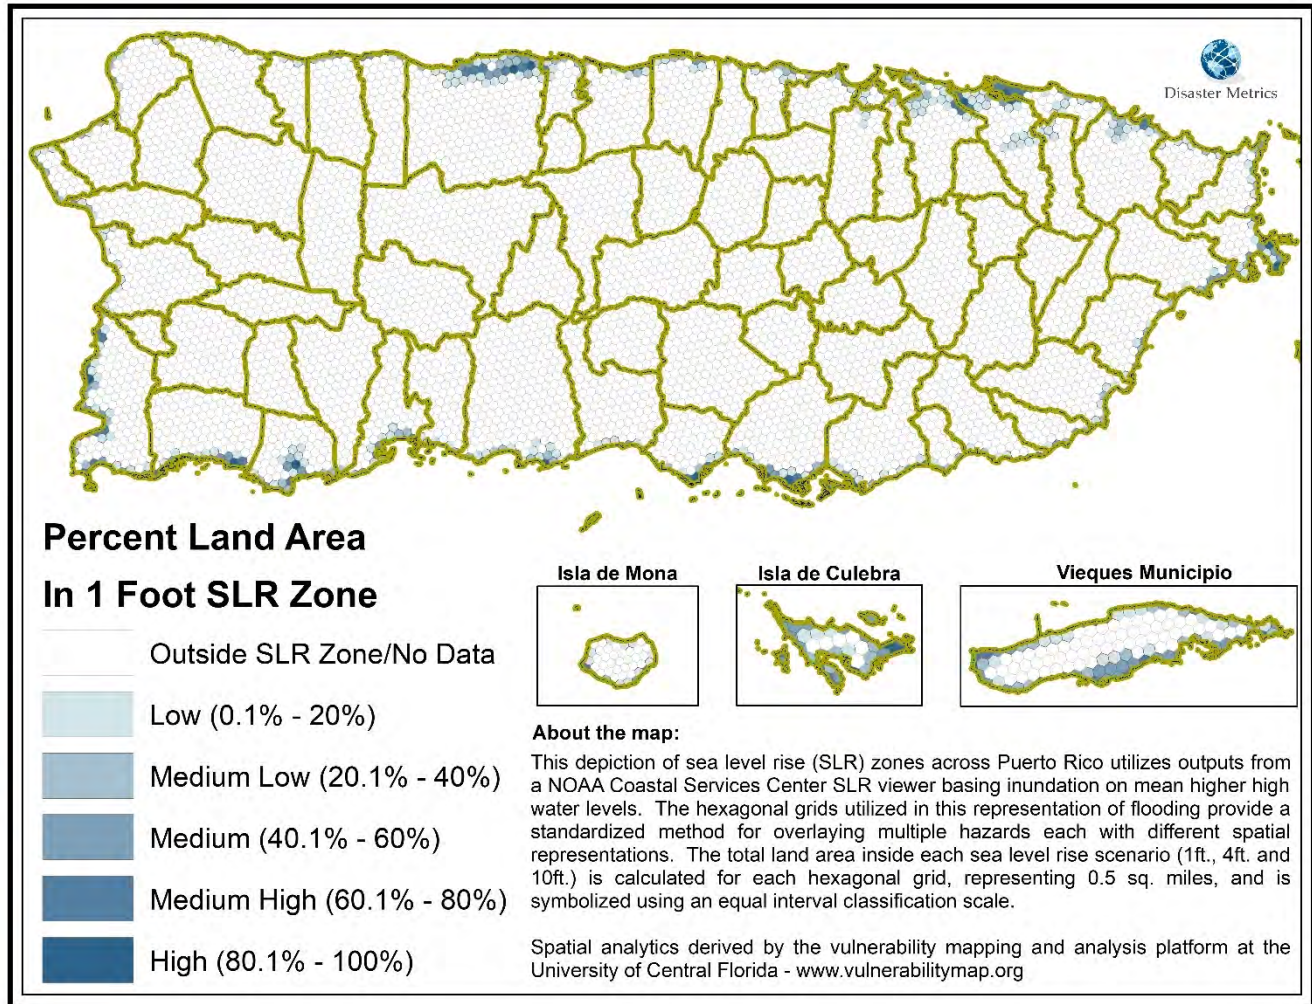 Disaster Metrics
Percent Land Area
In 1 Foot SLR Zone
Outside SLR Zone/No Data
Low (0.1% - 20%)
Medium Low (20.1% - 40%)
Medium (40.1% - 60%)
Medium High (60.1% - 80%)
High (80.1% - 100%)
Isla de Mona
Isla de Culebra
Vieques Municipio
About the map:
This depiction of sea level rise (SLR) zones across Puerto Rico utilizes outputs from
a NOAA Coastal Services Center SLR viewer basing inundation on mean higher high
water levels. The hexagonal grids utilized in this representation of flooding provide a
standardized method for overlaying multiple hazards each with different spatial
representations. The total land area inside each sea level rise scenario (1ft., 4ft. and
10ft.) is calculated for each hexagonal grid, representing 0.5 sq. miles, and is
symbolized using an equal interval classification scale.
Spatial analytics derived by the vulnerability mapping and analysis platform at the
University of Central Florida - www.vulnerabilitymap.org